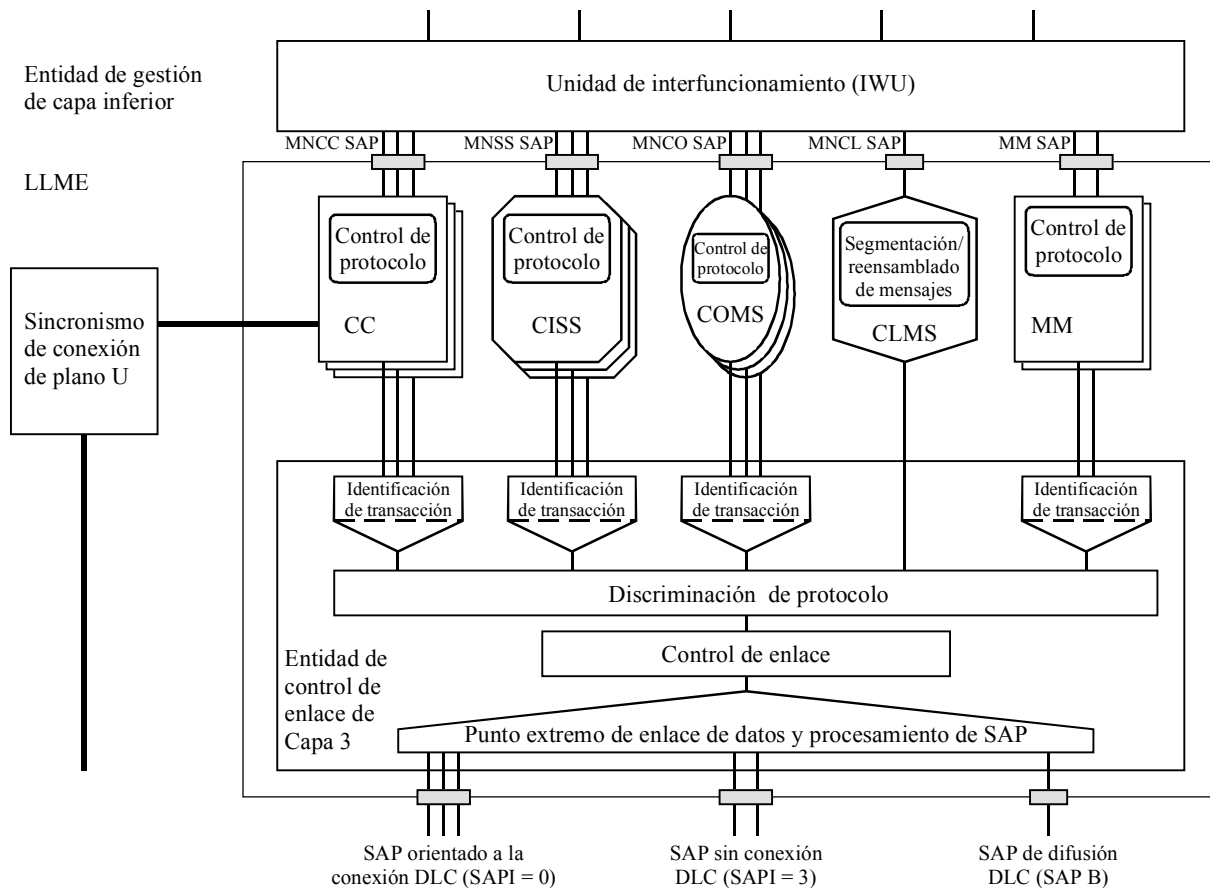 Entidad de gestión
de capa inferior
Unidad de interfuncionamiento (IWU)
MNCC SAP
MNSS SAP
MNCO SAP
MNCL SAP
MM SAP
LLME
Control de
protocolo
CC
Control de
protocolo
CISS
Control de
protocolo
COMS
Segmentación/
reensamblado
de mensajes
CLMS
Control de
protocolo
MM
Sincronismo
de conexión
de plano U
Identificación
de transacción
Identificación
de transacción
Identificación
de transacción
Identificación
de transacción
Discriminación de protocolo
Control de enlace
Entidad de
control de
enlace de
Capa 3
Punto extremo de enlace de datos y procesamiento de SAP
SAP orientado a la
conexión DLC (SAPI = 0)
SAP sin conexión
DLC (SAPI = 3)
SAP de difusión
DLC (SAP B)